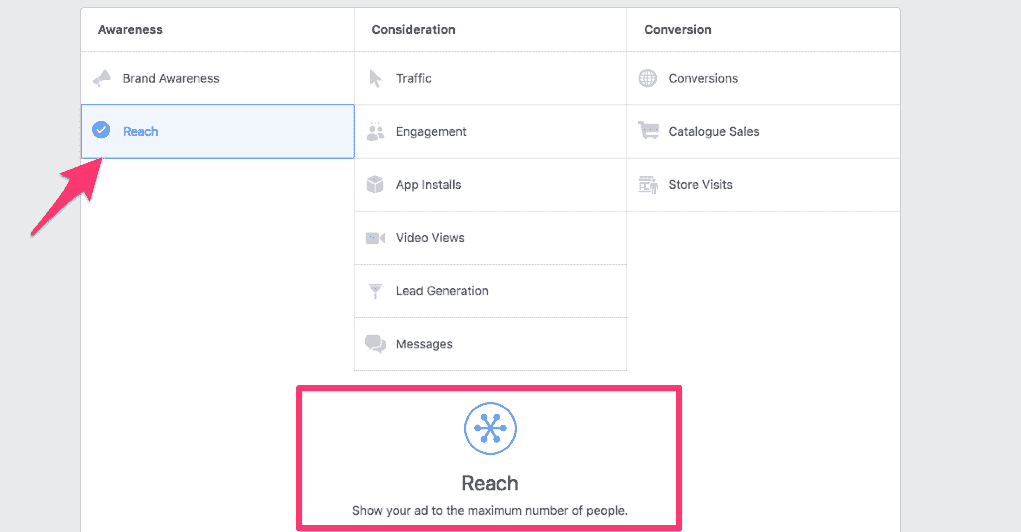 Awareness
Consideration
Conversion
Brand Awareness
Traffic
Conversions
Reach
Engagement
Catalogue Sales
App Installs
Store Visits
Video Views
Lead Generation
Messages
Reach
Show your ad to the maximum number of people.